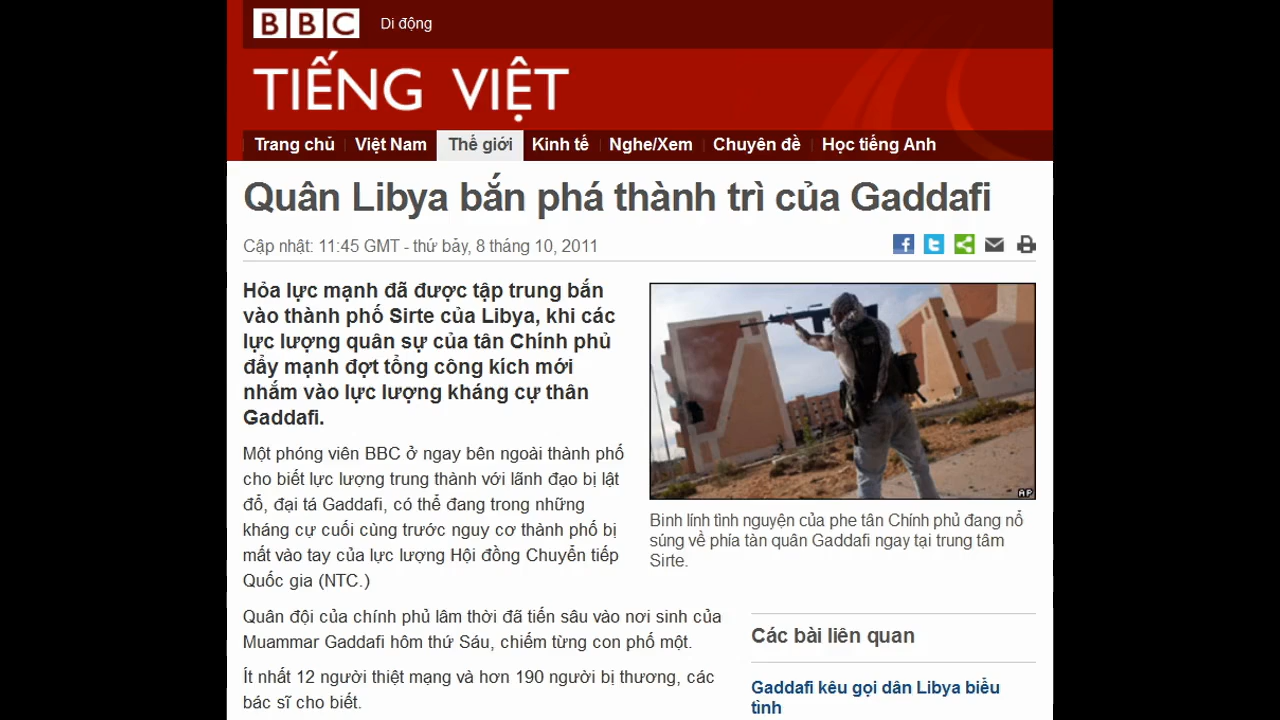 BBC Di động
TIẾNG VIỆT
Trang chủ Việt Nam Thế giới Kinh tế Nghe/Xem Chuyên đề Học tiếng Anh
Quân Libya bắn phá thành trì của Gaddafi
Cập nhật: 11:45 GMT - thứ bảy, 8 tháng 10, 2011
Hỏa lực mạnh đã được tập trung bắn
vào thành phố Sirte của Libya, khi các
lực lượng quân sự của tân Chính phủ
đẩy mạnh đợt tổng công kích mới
nhắm vào lực lượng kháng cự thân
Gaddafi.
Một phóng viên BBC ở ngay bên ngoài thành phố
cho biết lực lượng trung thành với lãnh đạo bị lật
đổ, đại tá Gaddafi, có thể đang trong những
kháng cự cuối cùng trước nguy cơ thành phố bị
mất vào tay của lực lượng Hội đồng Chuyển tiếp
Quốc gia (NTC.)
AP
Binh lính tình nguyện của phe tân Chính phủ đang nổ
súng về phía tàn quân Gaddafi ngay tại trung tâm
Sirte.
Quân đội của chính phủ lâm thời đã tiến sâu vào nơi sinh của
Muammar Gaddafi hôm thứ Sáu, chiếm từng con phố một.
Ít nhất 12 người thiệt mạng và hơn 190 người bị thương, các
bác sĩ cho biết.
Các bài liên quan
Gaddafi kêu gọi dân Libya biểu
tình